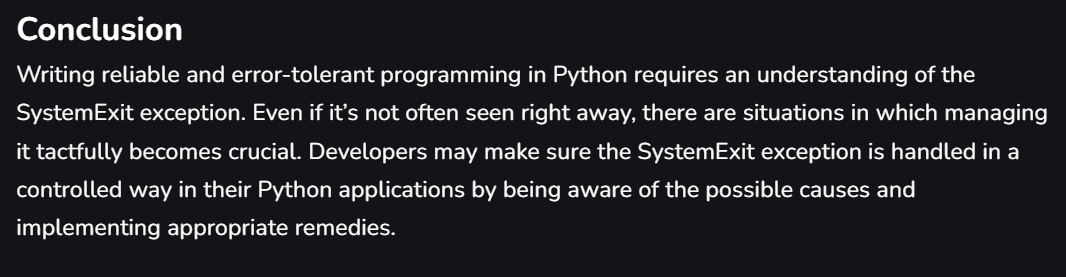 Conclusion
Writing reliable and error-tolerant programming in Python requires an understanding of the
SystemExit exception. Even if it’s not often seen right away, there are situations in which managing
it tactfully becomes crucial. Developers may make sure the SystemExit exception is handled in a
controlled way in their Python applications by being aware of the possible causes and
implementing appropriate remedies.